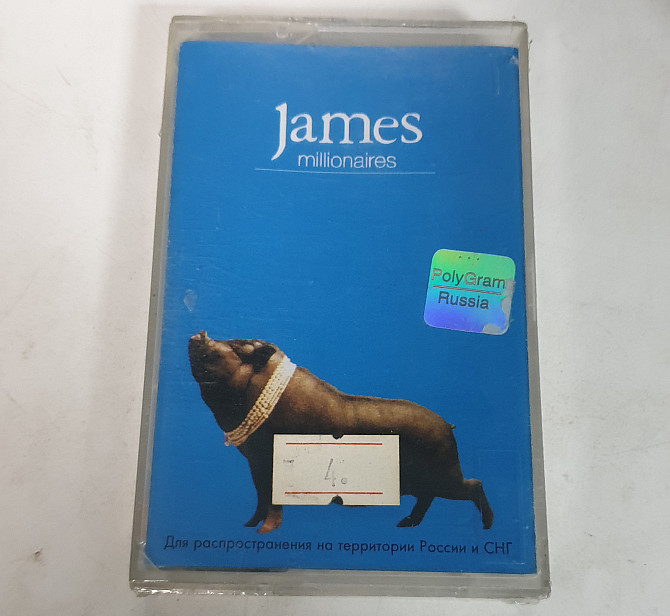 James
millionaires
PolyGram
Russia
4.
Для распространения на территории России и СНГ